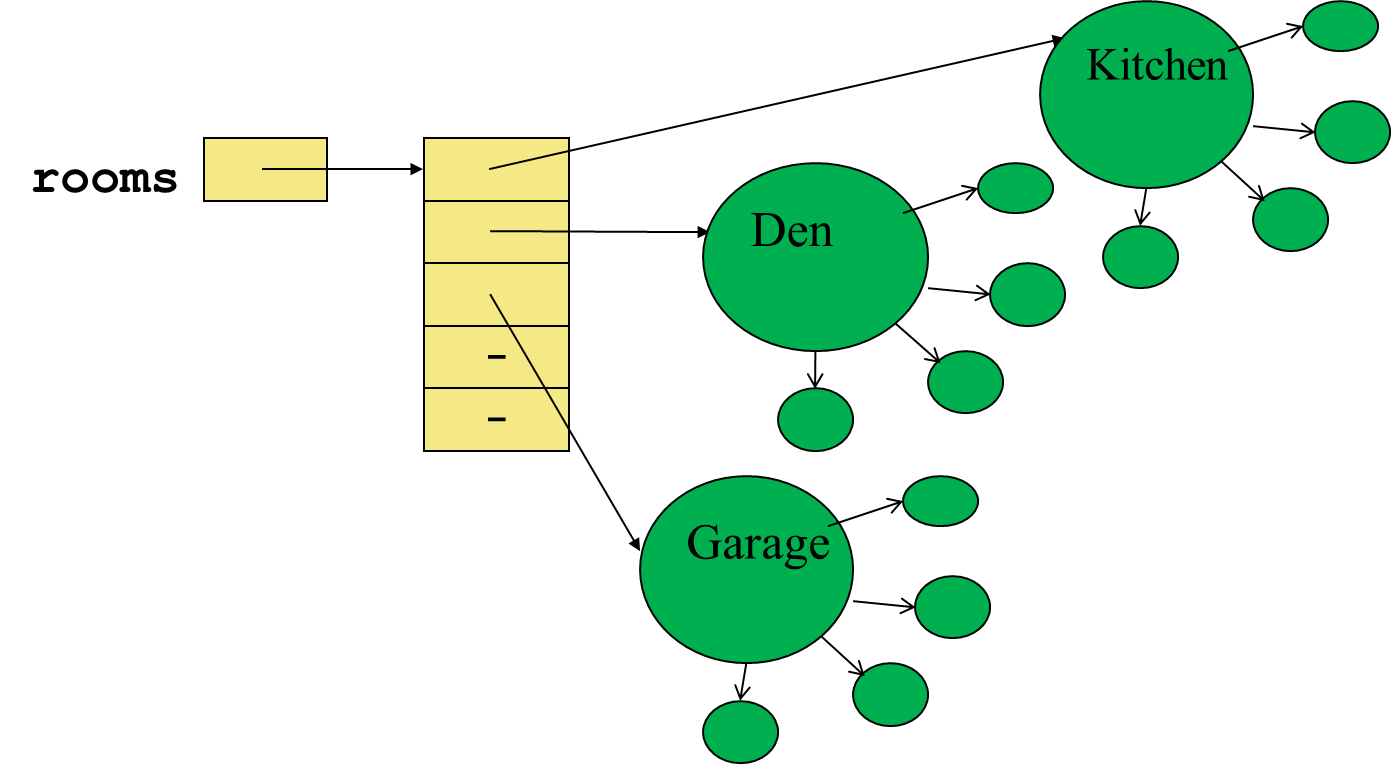 Kitchen
rooms
Den
-
-
Garage